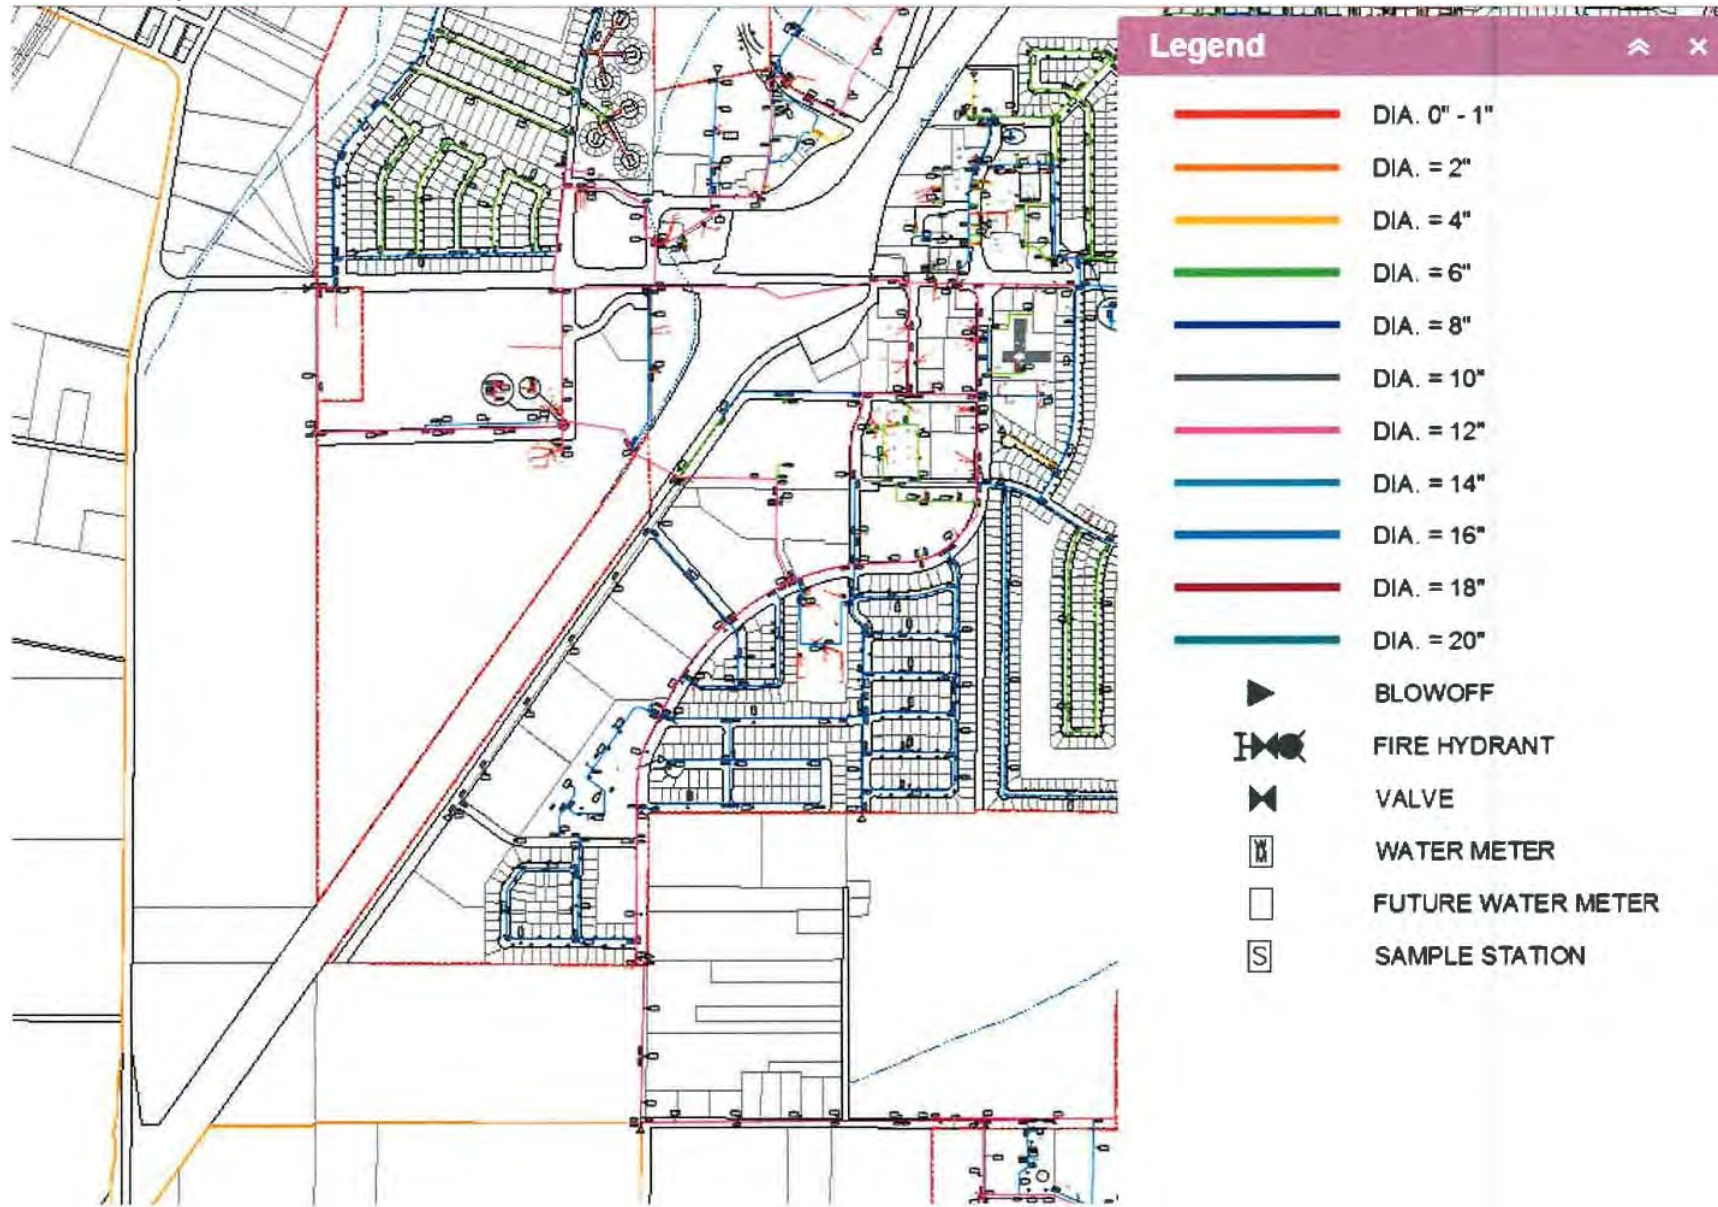 Legend
DIA. 0" - 1"
DIA. = 2"
DIA. = 4"
DIA. = 6"
DIA. = 8"
DIA. = 10"
DIA. = 12"
DIA. = 14"
DIA. = 16"
DIA. = 18"
DIA. = 20"
BLOWOFF
FIRE HYDRANT
VALVE
WATER METER
FUTURE WATER METER
S SAMPLE STATION